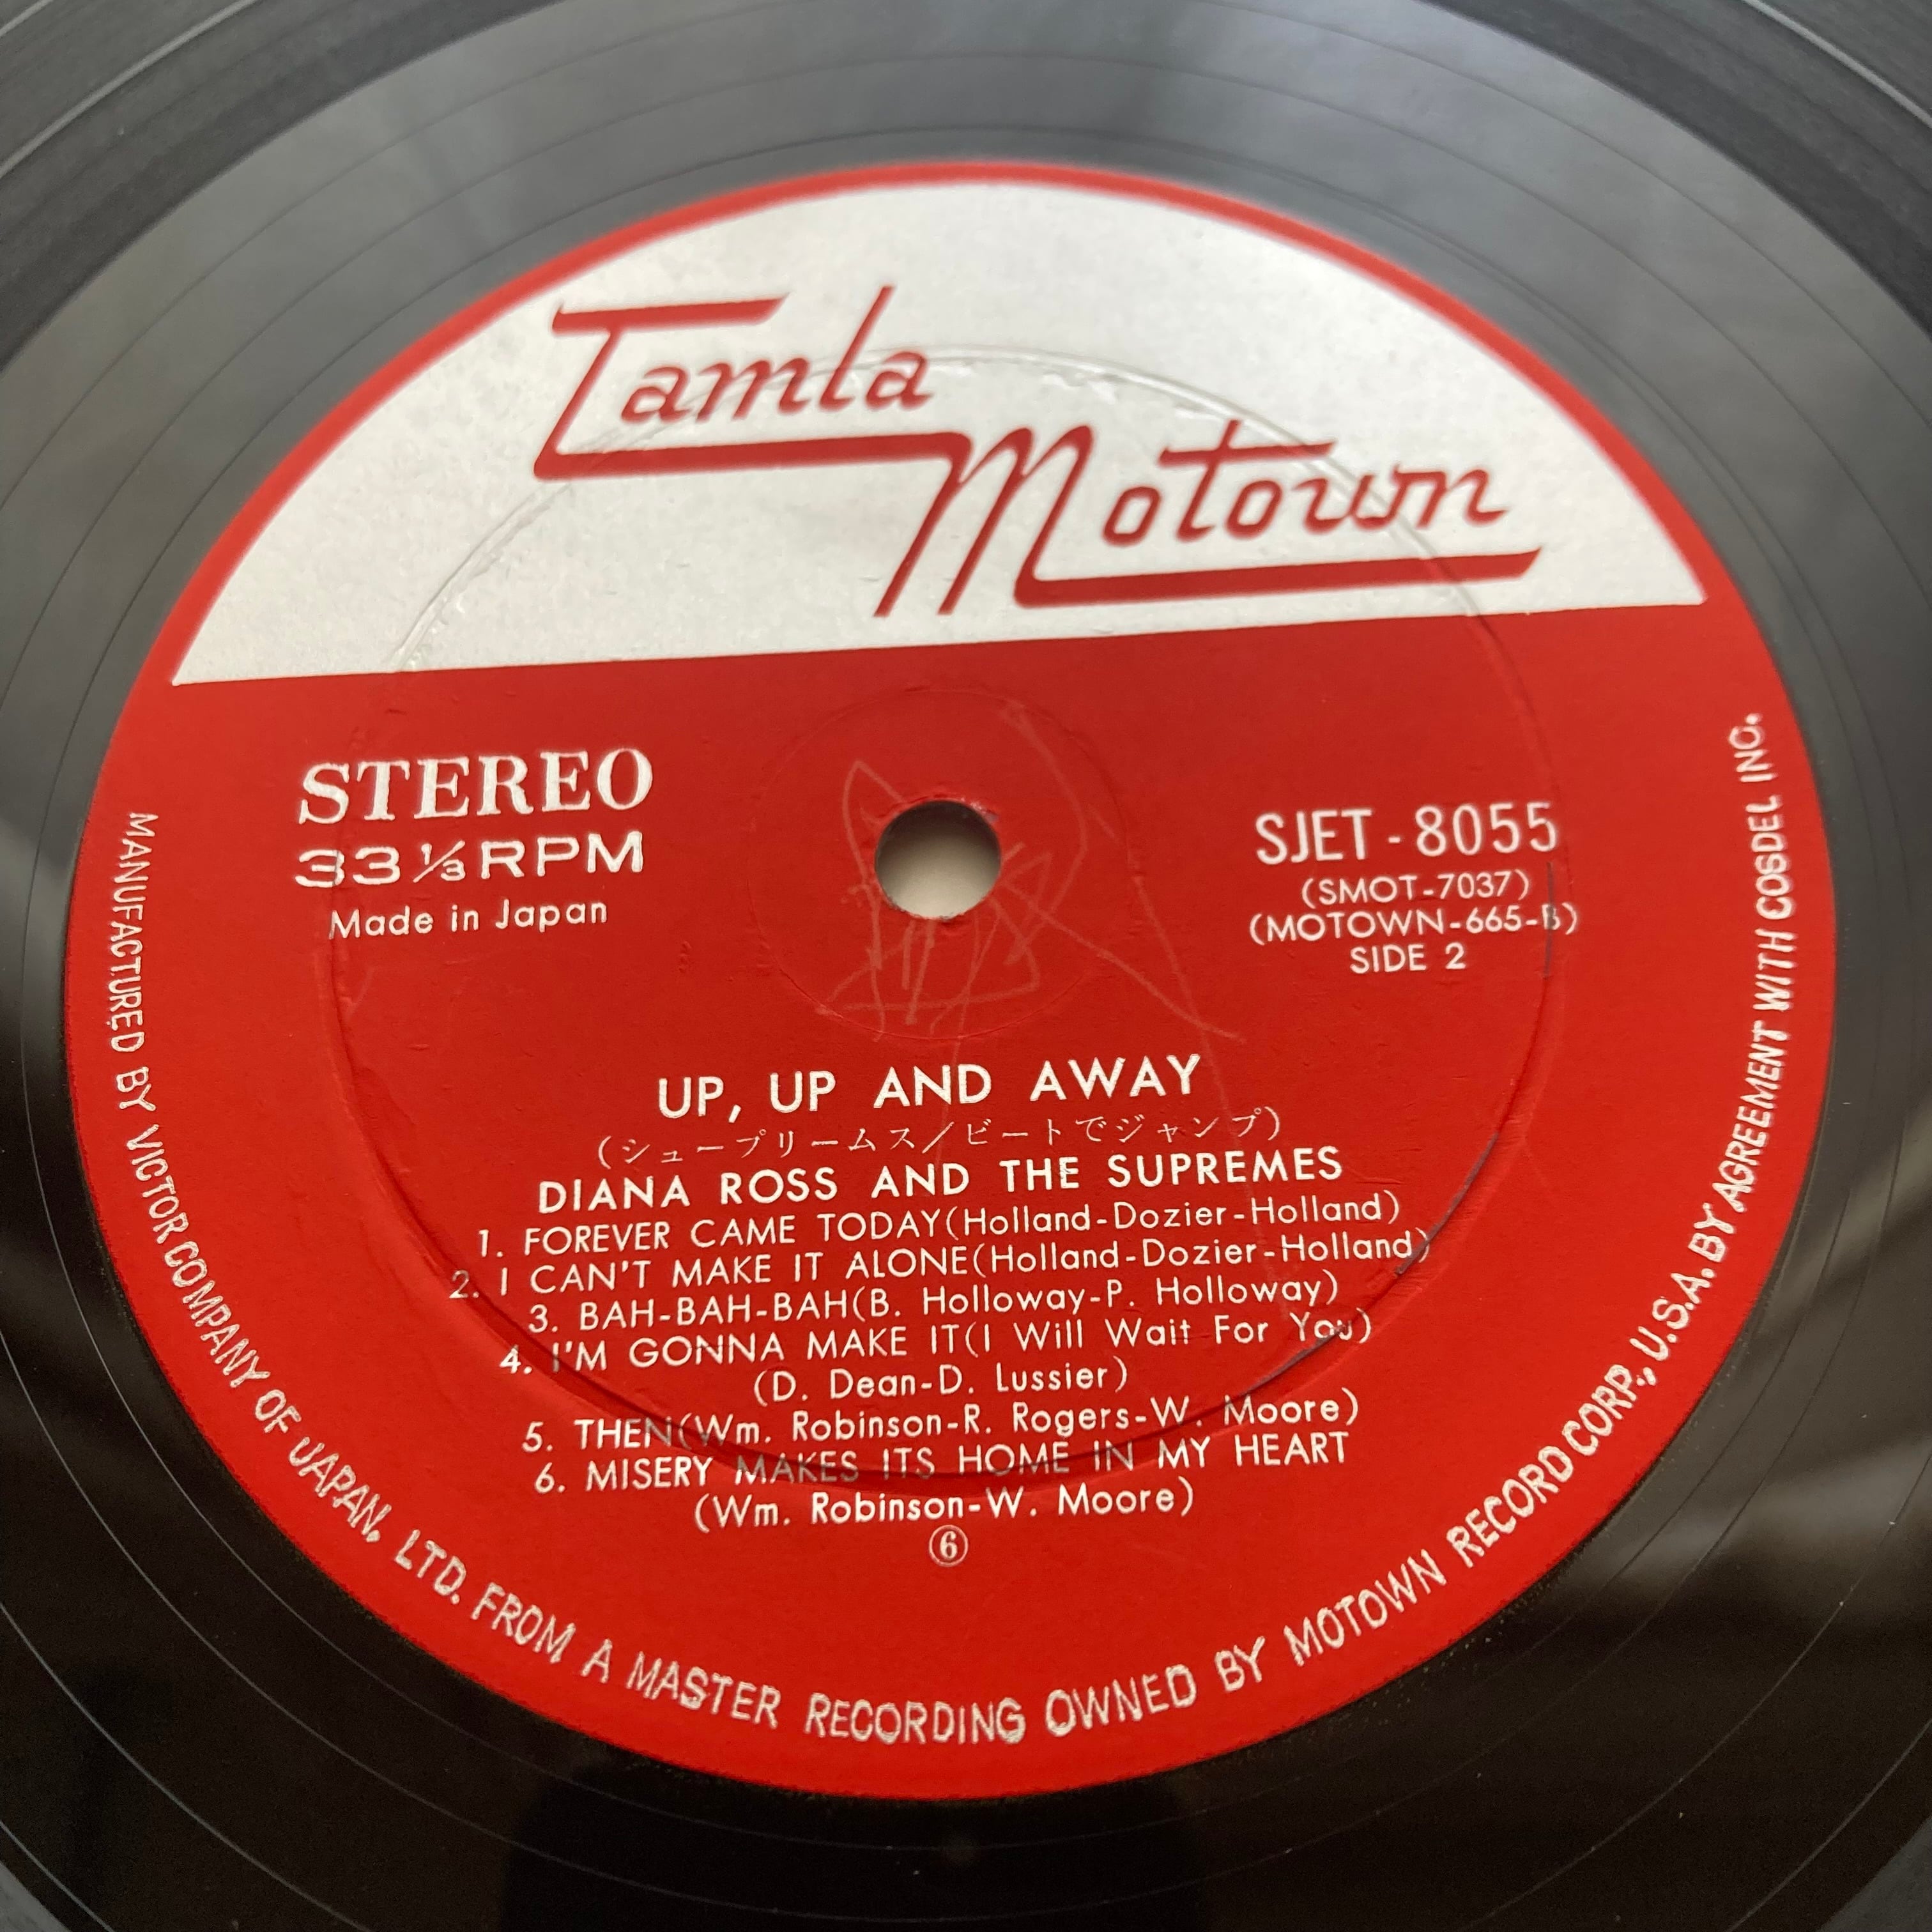 Tamla
Motown
STEREO
33 1/3 RPM
Made in Japan
SJET-8055
(SMOT-7037)
(MOTOWN-665-B)
SIDE 2
UP, UP AND AWAY
(シュープリームス/ビートでジャンプ)
DIANA ROSS AND THE SUPREMES
1. FOREVER CAME TODAY(Holland-Dozier-Holland)
2. I CAN'T MAKE IT ALONE(Holland-Dozier-Holland)
3. BAH-BAH-BAH(B. Holloway-P. Holloway)
4. I'M GONNA MAKE IT(I Will Wait For You)
(D. Dean-D. Lussier)
5. THEN(Wm. Robinson-R. Rogers-W. Moore)
6. MISERY MAKES ITS HOME IN MY HEART
(Wm. Robinson-W. Moore)
⑥
MANUFACTURED BY VICTOR COMPANY OF JAPAN, LTD. FROM A MASTER RECORDING OWNED BY MOTOWN RECORD CORP., U.S.A. BY AGREEMENT WITH COSDEL INC.